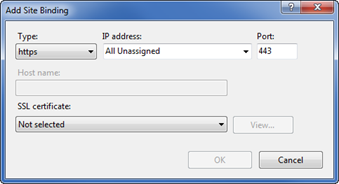 Add Site Binding
Type: IP address: Port:
https All Unassigned 443
Host name:
SSL certificate:
Not selected View...
OK Cancel